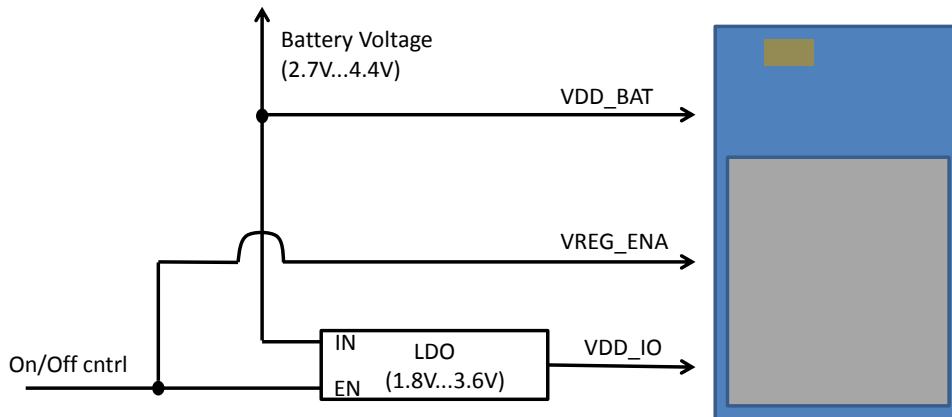 Battery Voltage
(2.7V...4.4V)
VDD_BAT
VREG_ENA
On/Off cntrl
IN
EN
LDO
(1.8V...3.6V)
VDD_IO